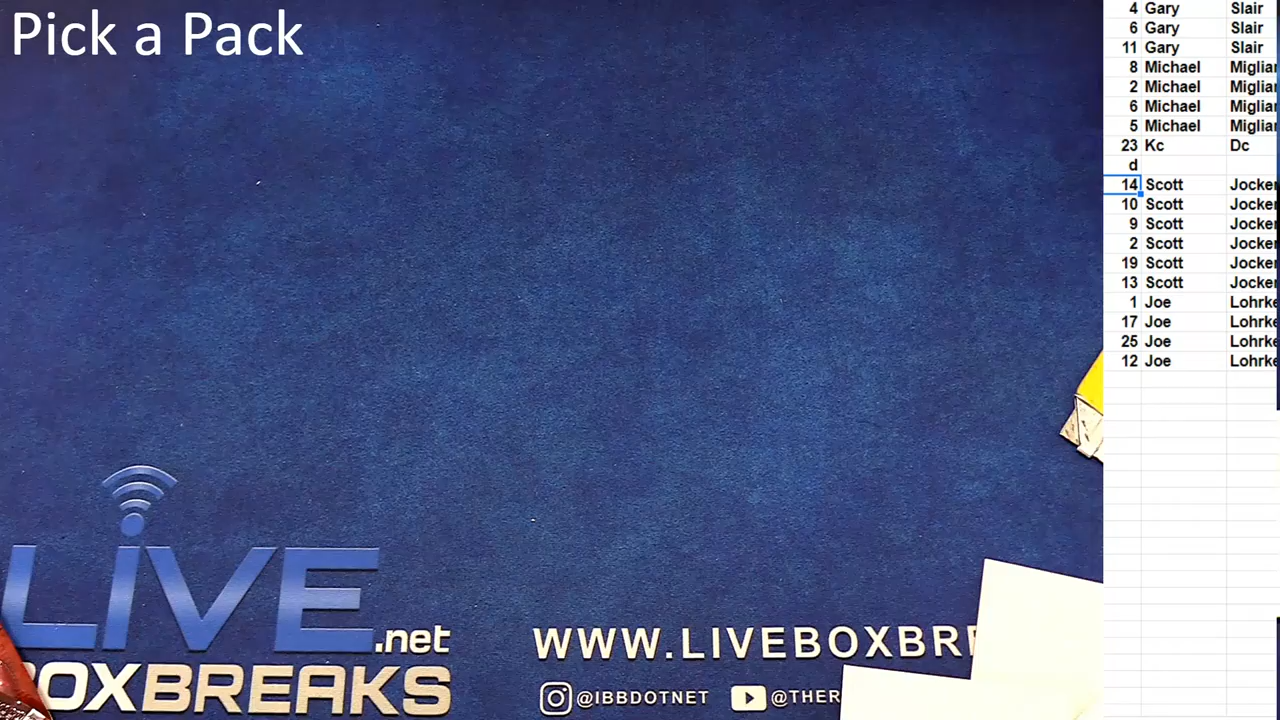 Pick a Pack
4 Gary Slair
6 Gary Slair
11 Gary Slair
8 Michael
2 Michael
6 Michael
5 Michael
23 Kc Dc
d
14 Scott
10 Scott
9 Scott
2 Scott
19 Scott
13 Scott
1 Joe
17 Joe
25 Joe
12 Joe
LiVE.net
BOXBREAKS
WWW.LIVEBOXBRE
@IBBDOTNET @THER